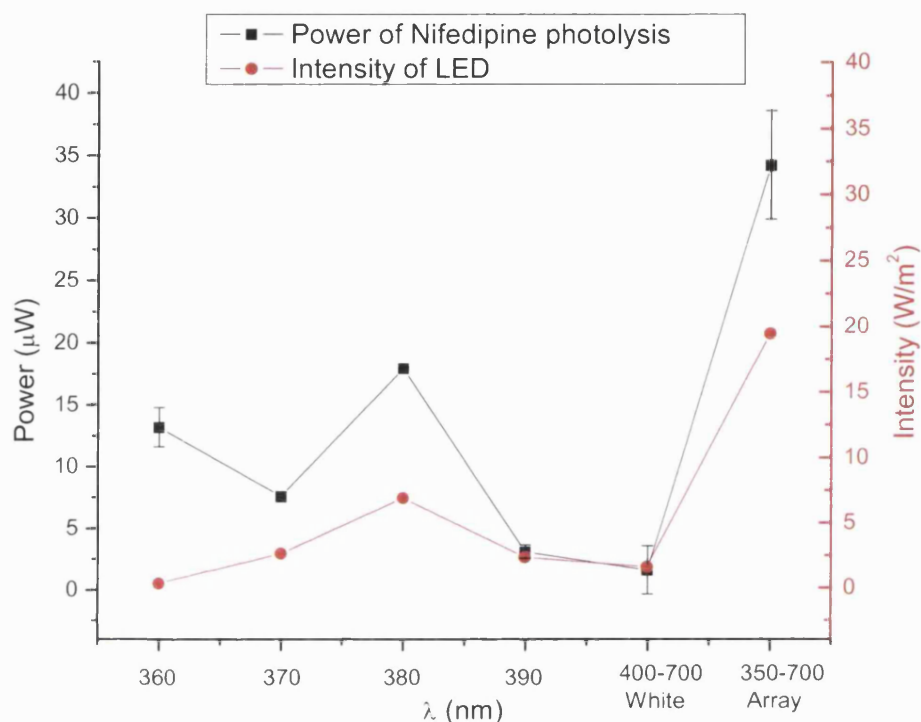 Power of Nifedipine photolysis
Intensity of LED
40
35
30
25
20
15
10
5
0
Power (μW)
40
35
30
25
20
15
10
5
0
Intensity (W/m²)
360 370 380 390 400-700 350-700
White Array
λ (nm)